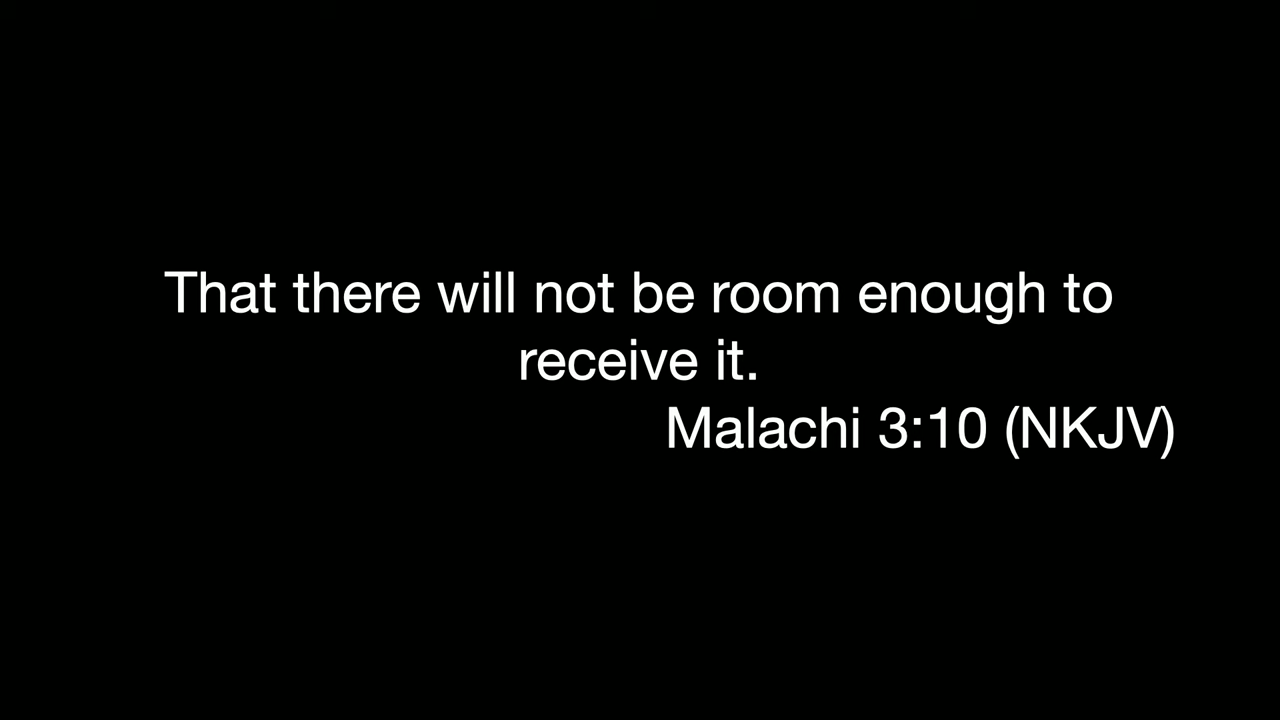 That there will not be room enough to
receive it.
Malachi 3:10 (NKJV)